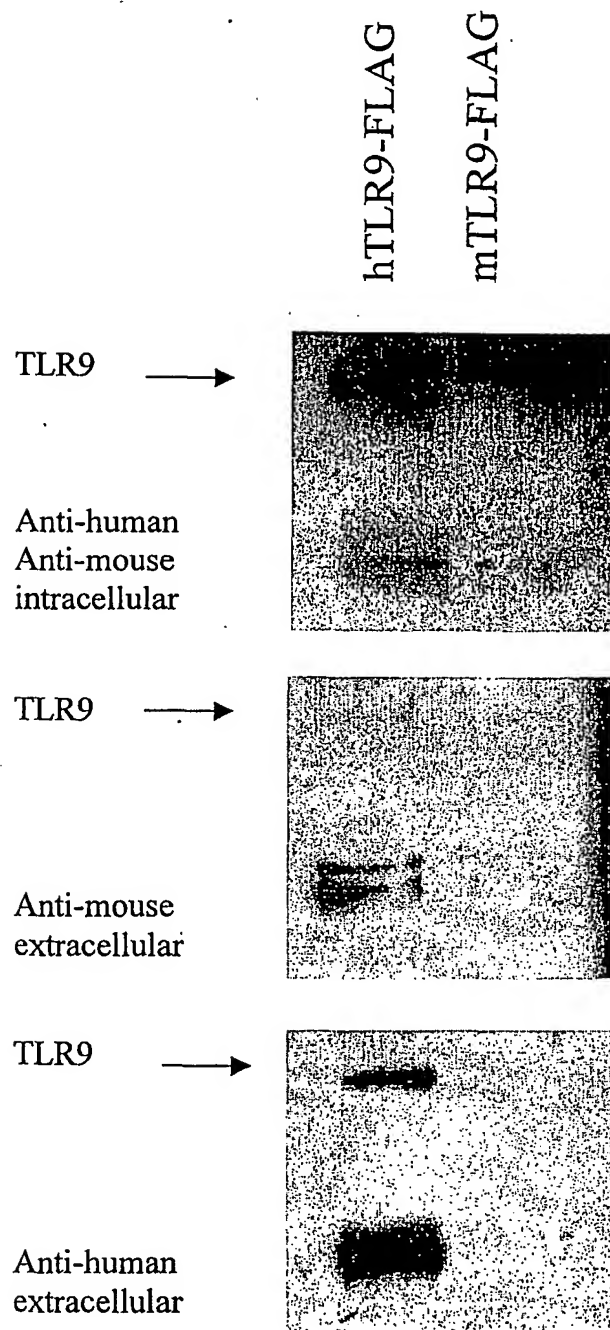 hTLR9-FLAG
mTLR9-FLAG
TLR9
Anti-human
Anti-mouse
intracellular
TLR9
Anti-mouse
extracellular
TLR9
Anti-human
extracellular